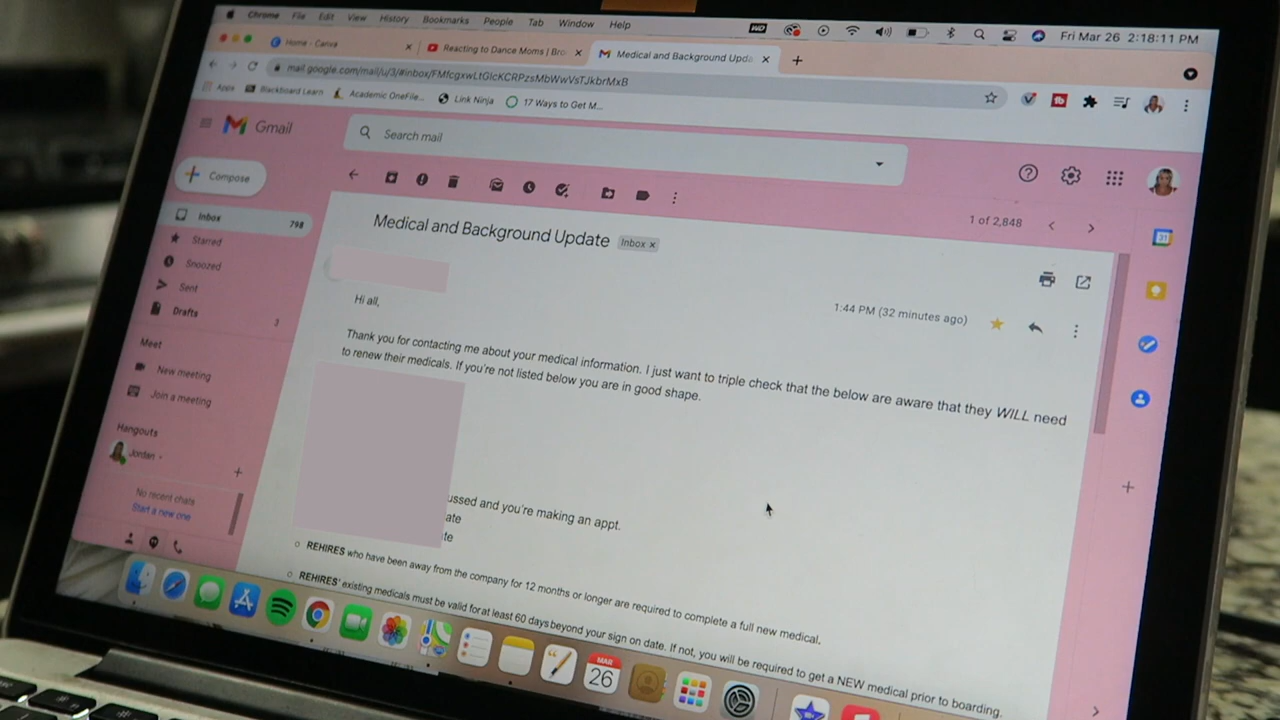 Chrome File Edit View History Bookmarks People Tab Window Help
WD
Fri Mar 26 2:18:11 PM
Home - Canva
Reacting to Dance Moms | Bro
Medical and Background Upda
mail.google.com/mail/u/3/#inbox/FMfcgxwLtGlcKCRPzsMbWwVsTJkbrMxB
Apps Blackboard Learn Academic OneFile... Link Ninja 17 Ways to Get M...
Gmail
Search mail
Compose
Inbox 798
Starred
Snoozed
Sent
Drafts 3
Meet
New meeting
Join a meeting
Hangouts
Jordan
No recent chats
Start a new one
1 of 2,848
Medical and Background Update Inbox ×
1:44 PM (32 minutes ago)
Hi all,
Thank you for contacting me about your medical information. I just want to triple check that the below are aware that they WILL need
to renew their medicals. If you're not listed below you are in good shape.
ussed and you're making an appt.
ate
te
REHIRES who have been away from the company for 12 months or longer are required to complete a full new medical.
REHIRES' existing medicals must be valid for at least 60 days beyond your sign on date. If not, you will be required to get a NEW medical prior to boarding.
31
MAR
26